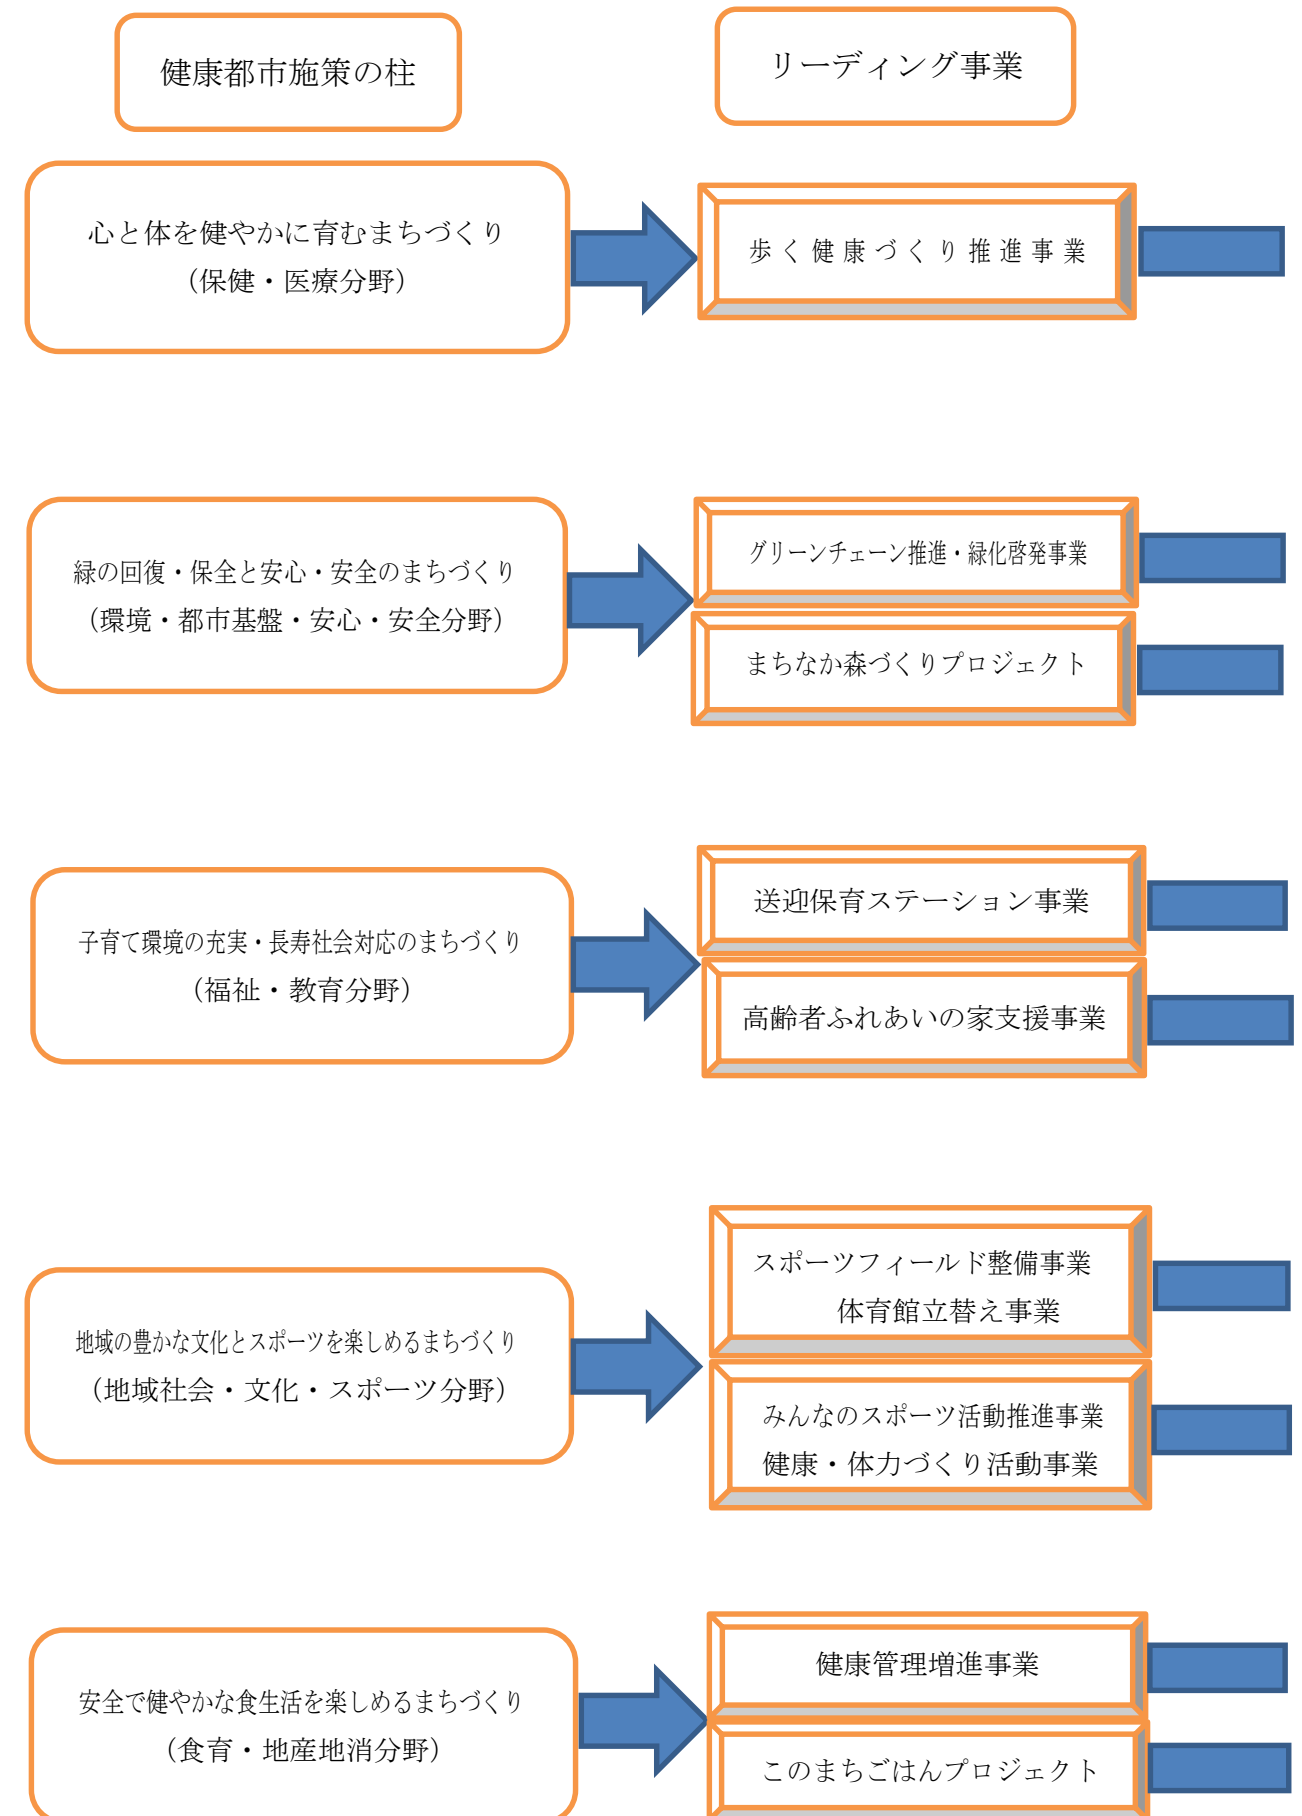 健康都市施策の柱
リーディング事業
心と体を健やかに育むまちづくり
（保健・医療分野）
歩く健康づくり推進事業
緑の回復・保全と安心・安全のまちづくり
（環境・都市基盤・安心・安全分野）
グリーンチェーン推進・緑化啓発事業
まちなか森づくりプロジェクト
子育て環境の充実・長寿社会対応のまちづくり
（福祉・教育分野）
送迎保育ステーション事業
高齢者ふれあいの家支援事業
地域の豊かな文化とスポーツを楽しめるまちづくり
（地域社会・文化・スポーツ分野）
スポーツフィールド整備事業
体育館立替え事業
みんなのスポーツ活動推進事業
健康・体力づくり活動事業
安全で健やかな食生活を楽しめるまちづくり
（食育・地産地消分野）
健康管理増進事業
このまちごはんプロジェクト